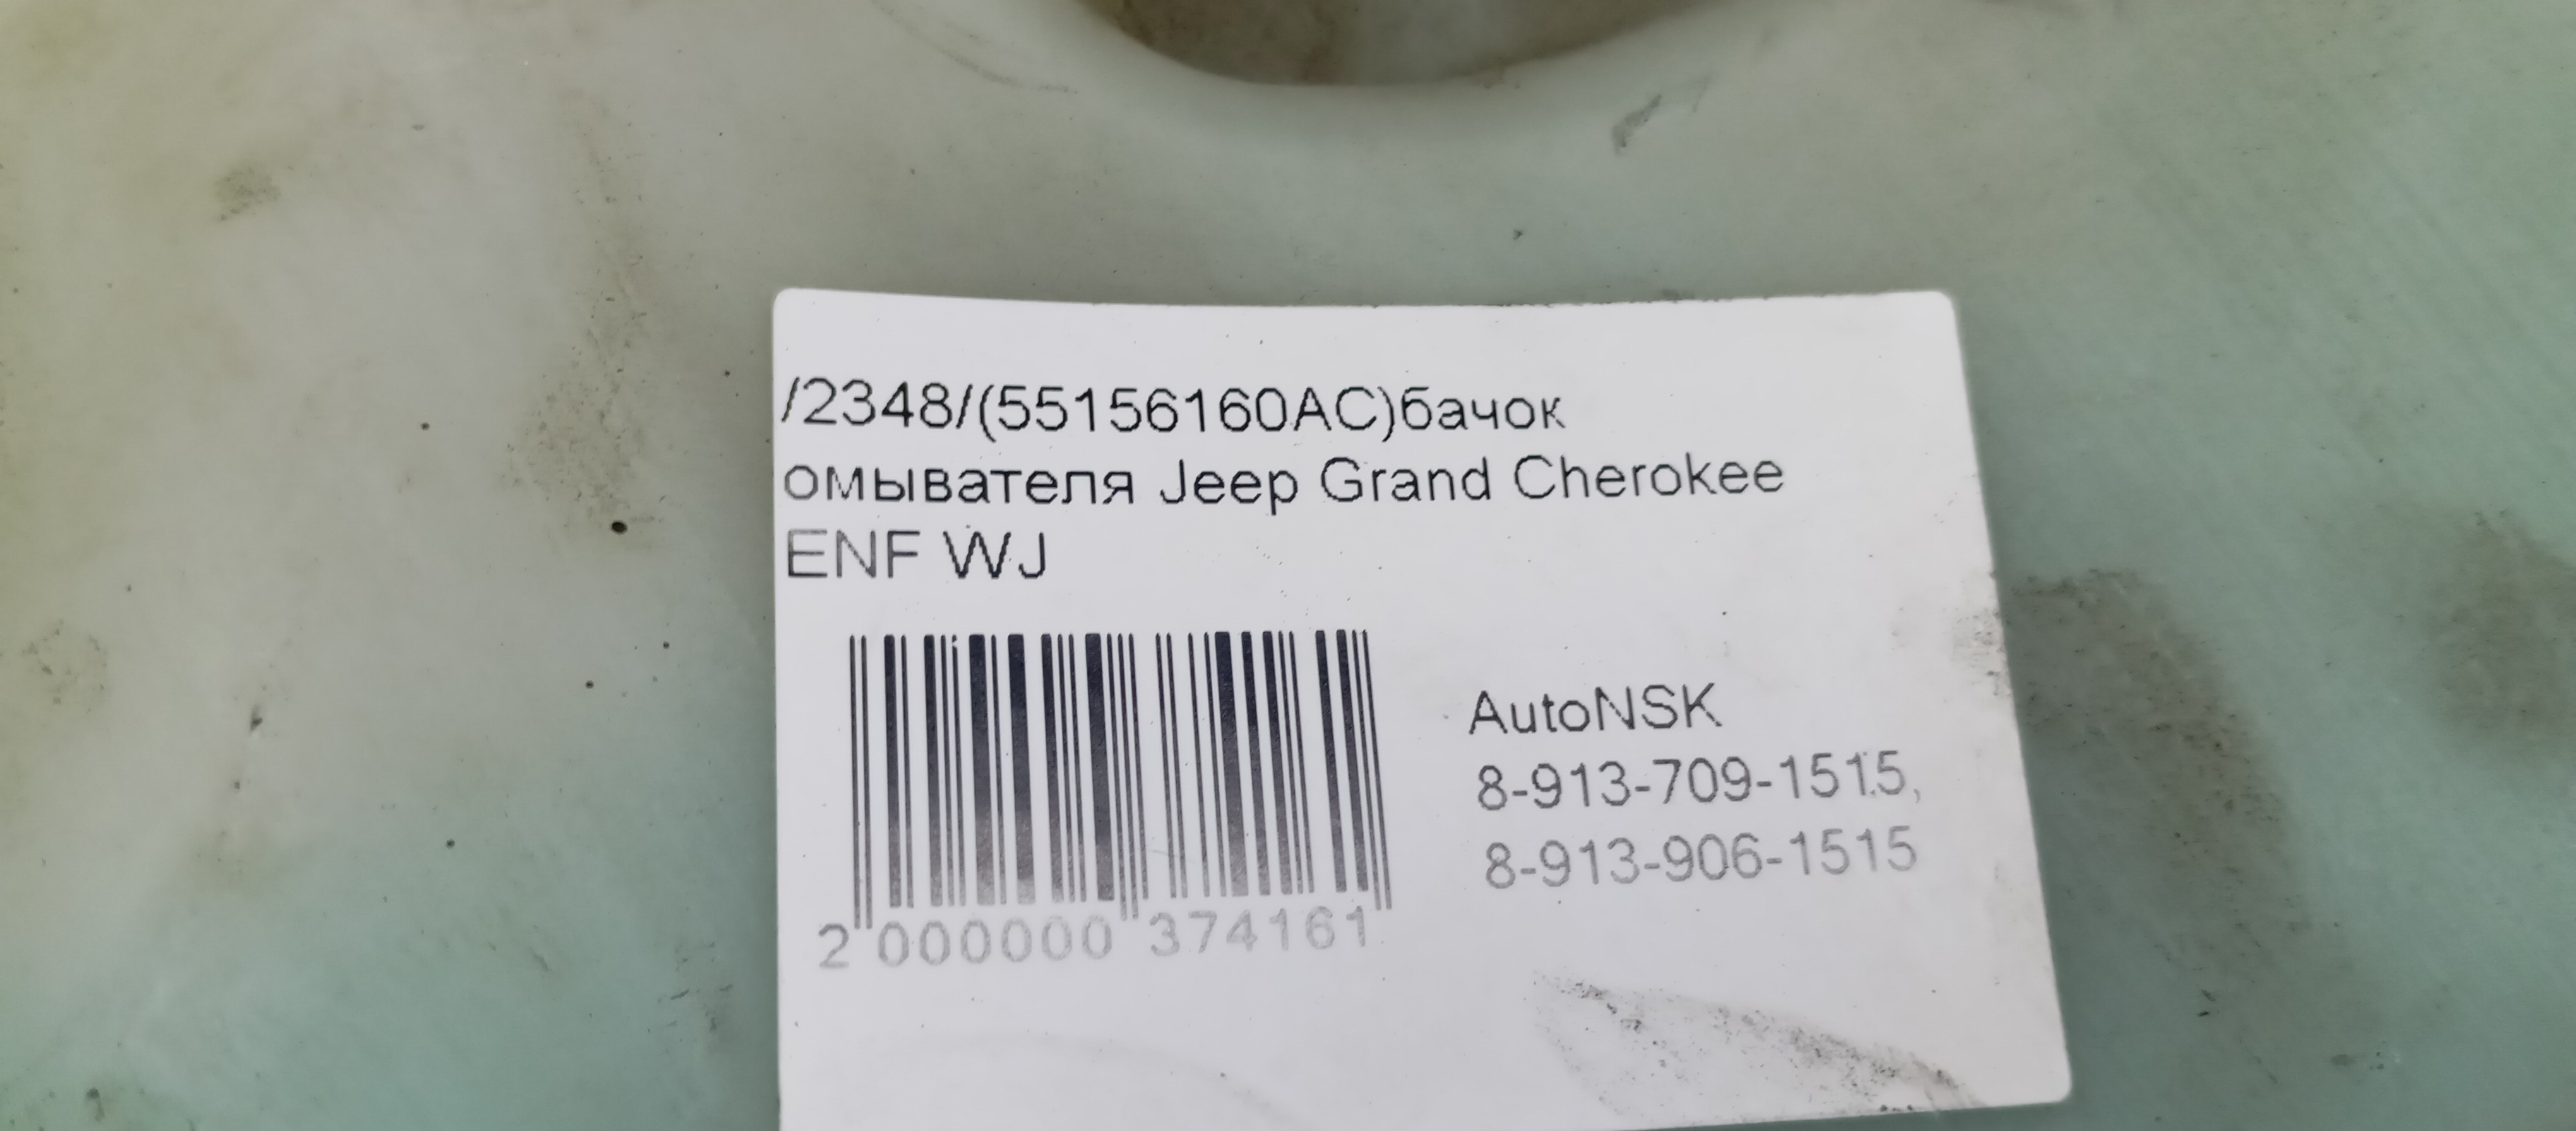 /2348/(55156160AC)бачок
омывателя Jeep Grand Cherokee
ENF WJ
AutoNSK
8-913-709-1515,
8-913-906-1515
2 000000 374161